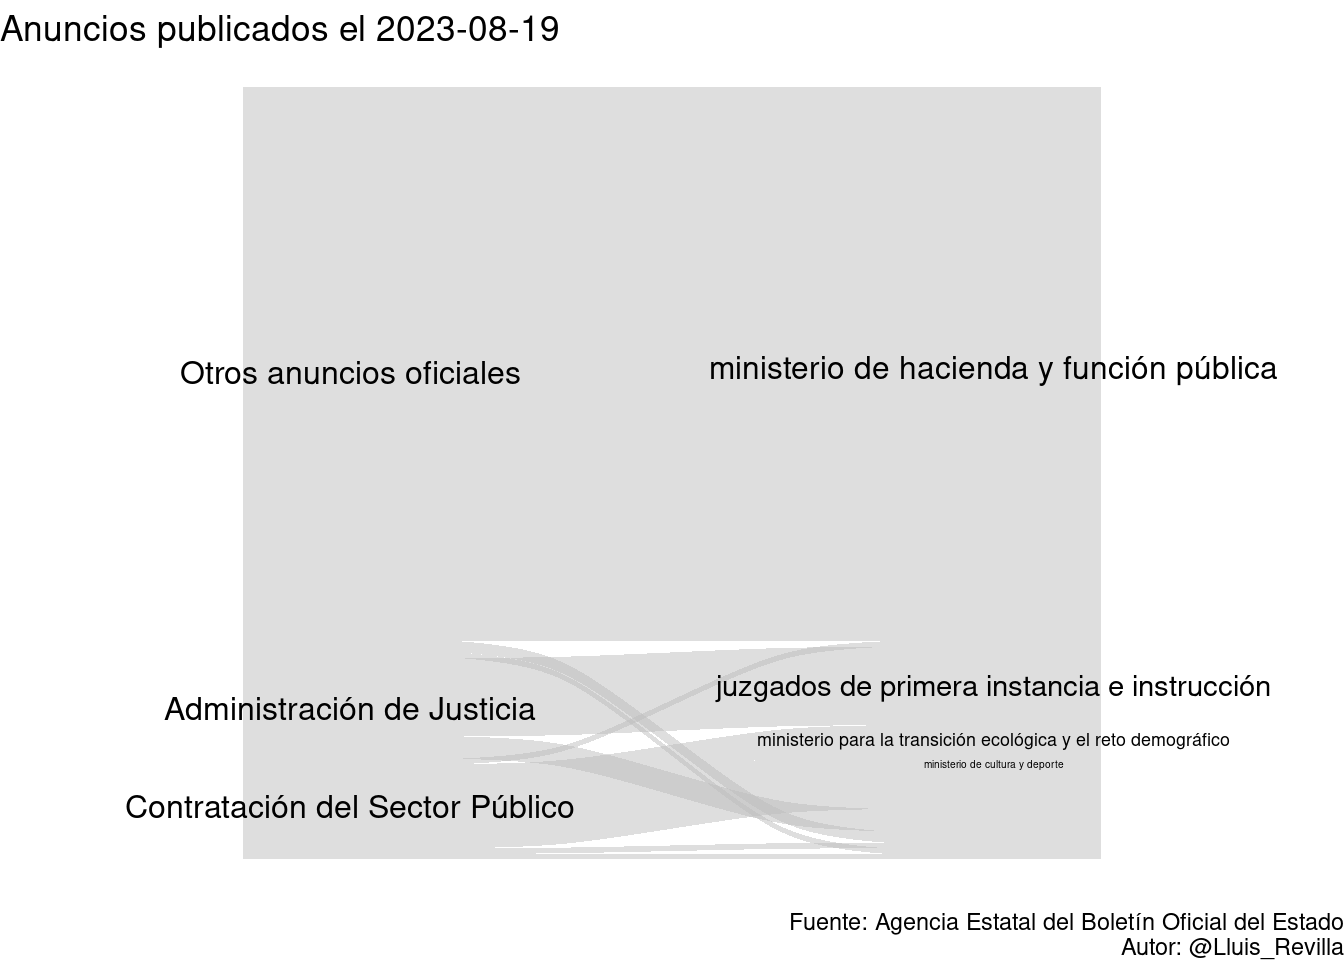 Anuncios publicados el 2023-08-19
Otros anuncios oficiales
ministerio de hacienda y función pública
juzgados de primera instancia e instrucción
Administración de Justicia
ministerio para la transición ecológica y el reto demográfico
ministerio de cultura y deporte
Contratación del Sector Público
Fuente: Agencia Estatal del Boletín Oficial del Estado
Autor: @Lluis_Revilla